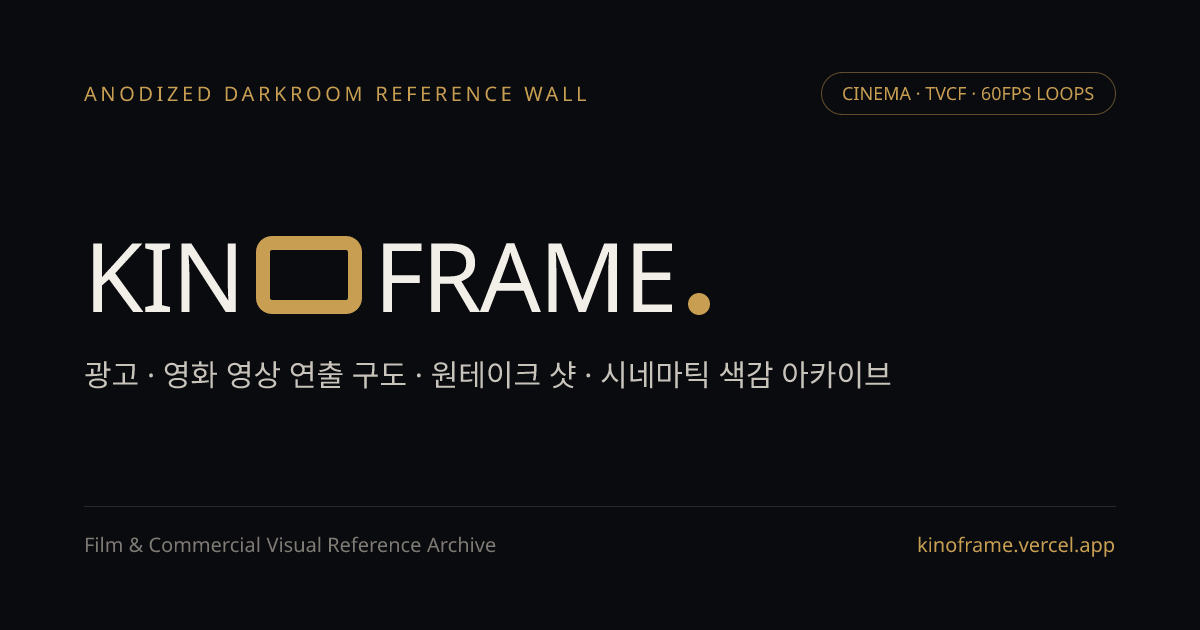 ANODIZED DARKROOM REFERENCE WALL
CINEMA · TVCF · 60FPS LOOPS
KINOFRAME.
광고 · 영화 영상 연출 구도 · 원테이크 샷 · 시네마틱 색감 아카이브
Film & Commercial Visual Reference Archive
kinoframe.vercel.app